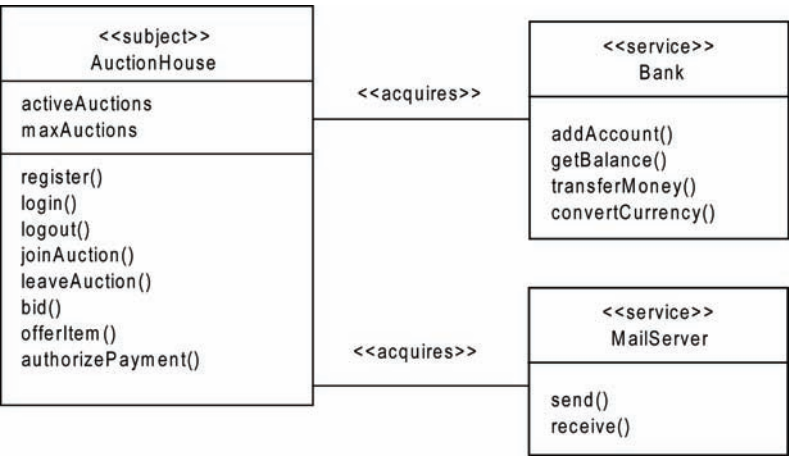 <<subject>>
AuctionHouse
activeAuctions
maxAuctions
register()
login()
logout()
joinAuction()
leaveAuction()
bid()
offerItem()
authorizePayment()
<<acquires>>
<<service>>
Bank
addAccount()
getBalance()
transferMoney()
convertCurrency()
<<acquires>>
<<service>>
MailServer
send()
receive()